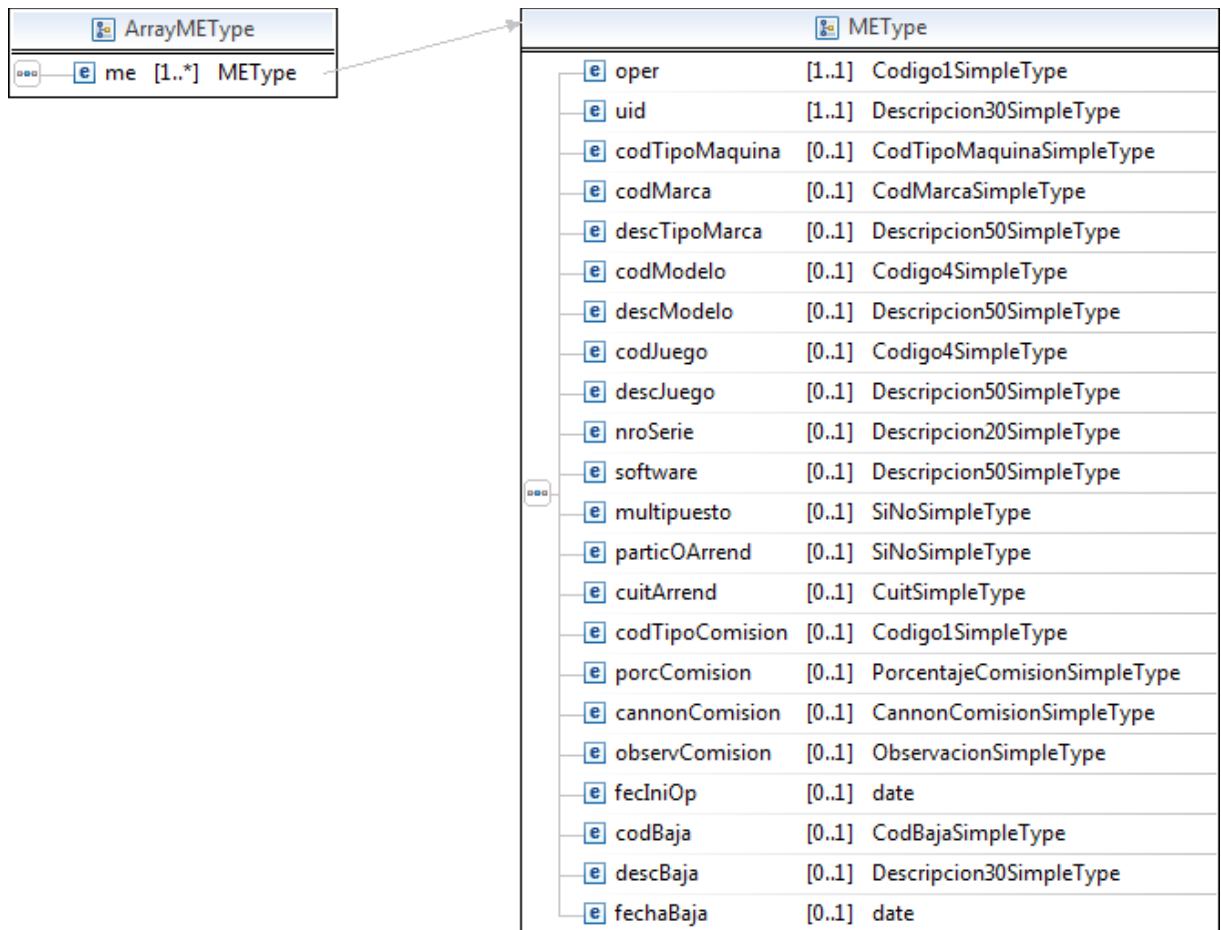 ArrayMEType
e me [1..*] METype
METype
e oper [1..1] Codigo1SimpleType
e uid [1..1] Descripcion30SimpleType
e codTipoMaquina [0..1] CodTipoMaquinaSimpleType
e codMarca [0..1] CodMarcaSimpleType
e descTipoMarca [0..1] Descripcion50SimpleType
e codModelo [0..1] Codigo4SimpleType
e descModelo [0..1] Descripcion50SimpleType
e codJuego [0..1] Codigo4SimpleType
e descJuego [0..1] Descripcion50SimpleType
e nroSerie [0..1] Descripcion20SimpleType
e software [0..1] Descripcion50SimpleType
e multipuesto [0..1] SiNoSimpleType
e particOArrend [0..1] SiNoSimpleType
e cuitArrend [0..1] CuitSimpleType
e codTipoComision [0..1] Codigo1SimpleType
e porcComision [0..1] PorcentajeComisionSimpleType
e cannonComision [0..1] CannonComisionSimpleType
e observComision [0..1] ObservacionSimpleType
e fecIniOp [0..1] date
e codBaja [0..1] CodBajaSimpleType
e descBaja [0..1] Descripcion30SimpleType
e fechaBaja [0..1] date